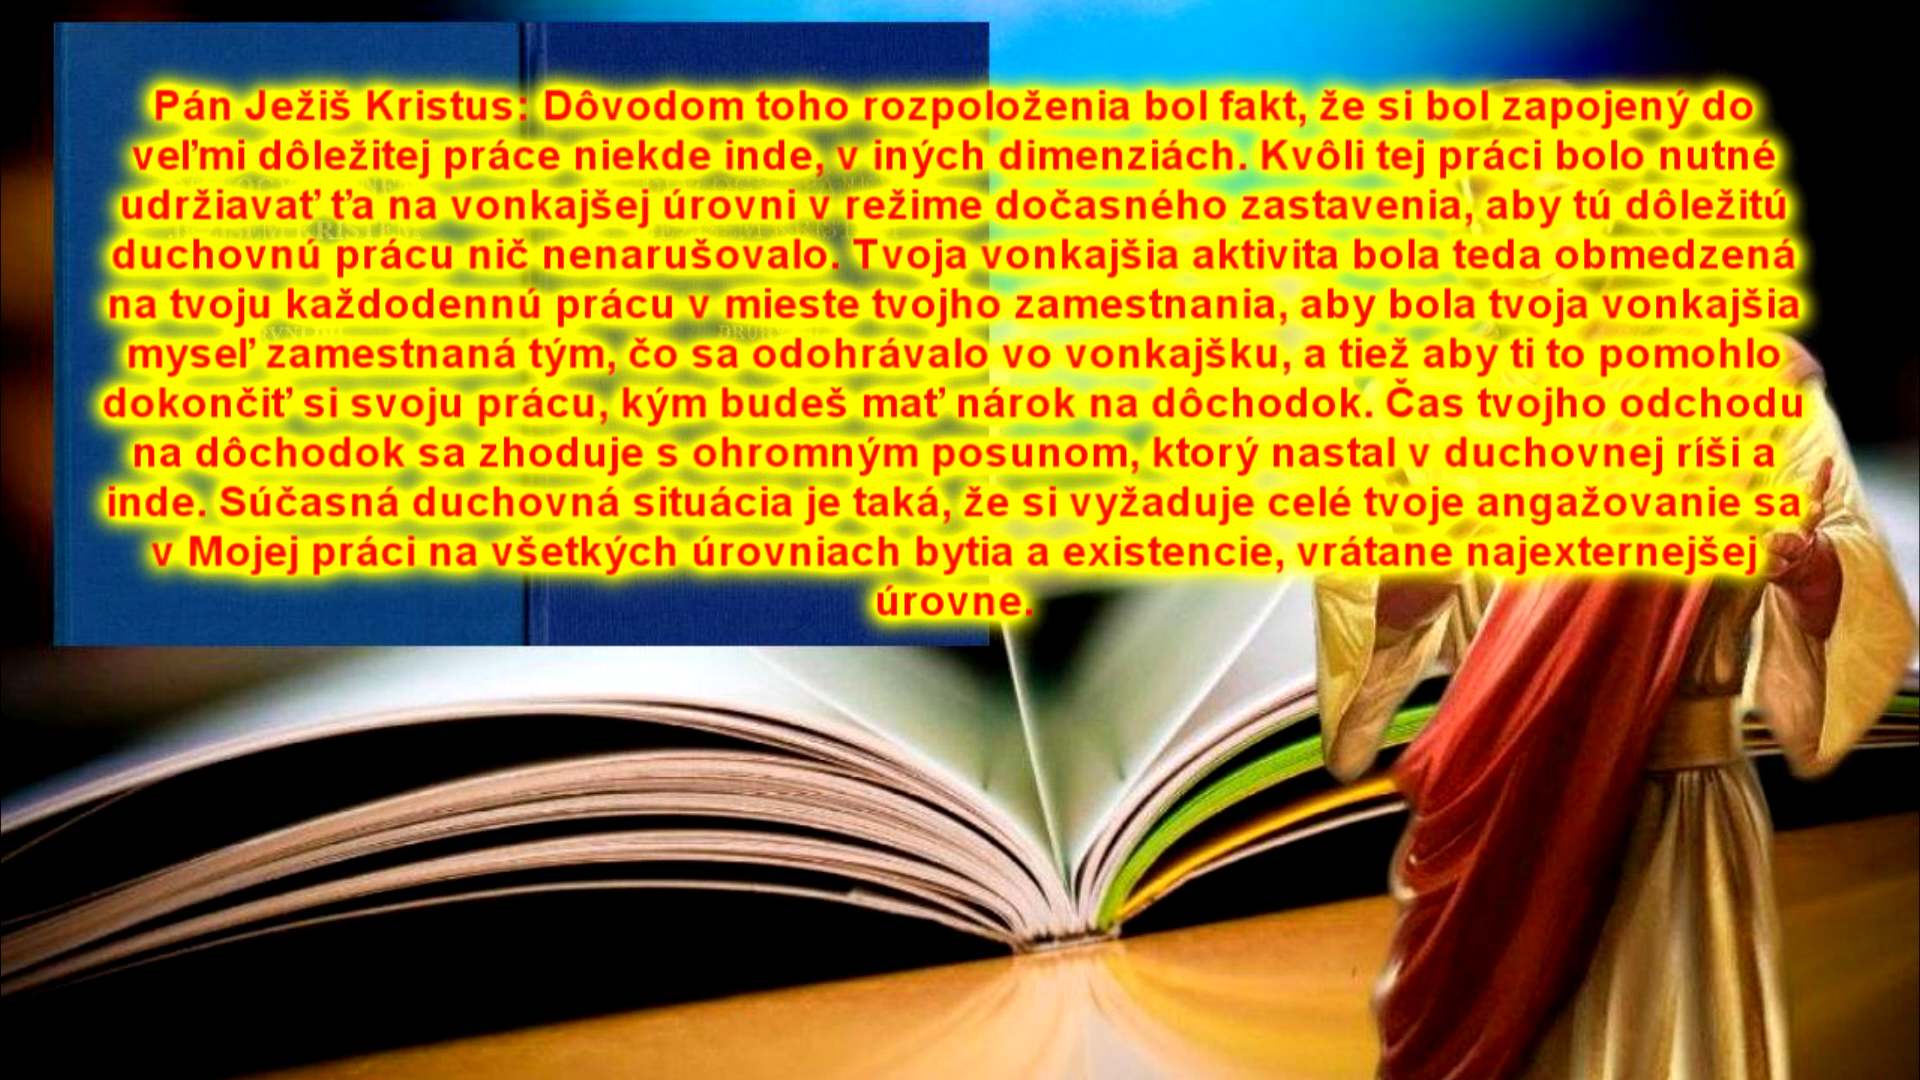 Pán Ježiš Kristus: Dôvodom toho rozpoloženia bol fakt, že si bol zapojený do
veľmi dôležitej práce niekde inde, v iných dimenziách. Kvôli tej práci bolo nutné
udržiavať ťa na vonkajšej úrovni v režime dočasného zastavenia, aby tú dôležitú
duchovnú prácu nič nenarušovalo. Tvoja vonkajšia aktivita bola teda obmedzená
na tvoju každodennú prácu v mieste tvojho zamestnania, aby bola tvoja vonkajšia
myseľ zamestnaná tým, čo sa odohrávalo vo vonkajšku, a tiež aby ti to pomohlo
dokončiť si svoju prácu, kým budeš mať nárok na dôchodok. Čas tvojho odchodu
na dôchodok sa zhoduje s ohromným posunom, ktorý nastal v duchovnej ríši a
inde. Súčasná duchovná situácia je taká, že si vyžaduje celé tvoje angažovanie sa
v Mojej práci na všetkých úrovniach bytia a existencie, vrátane najexternejšej
úrovne.